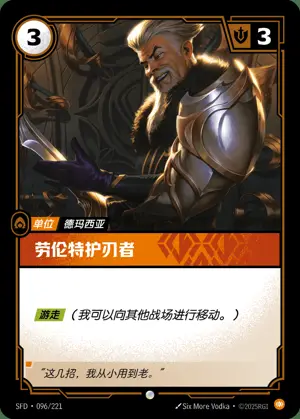 3
3
单位 德玛西亚
劳伦特护刃者
游走 （我可以向其他战场进行移动。）
“这几招，我从小用到老。”
SFD • 096/221 Six More Vodka • ©2025RGI